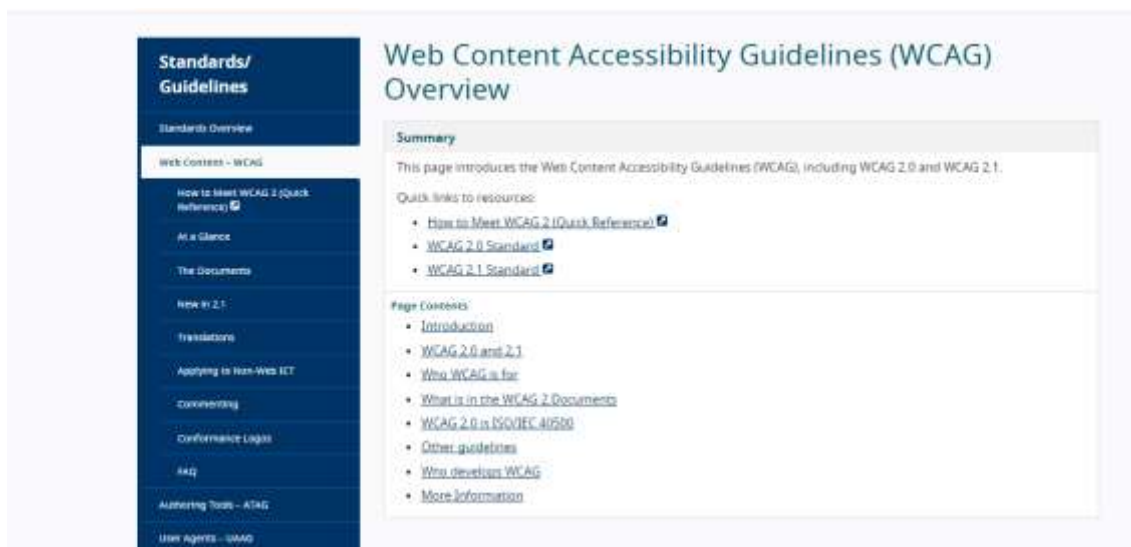 Standards/
Guidelines
Standards Overview
Web Content – WCAG
How to Meet WCAG 2 (Quick
Reference)
At a Glance
The Documents
New in 2.1
Translations
Applying to Non-Web ICT
Commenting
Conformance Logos
FAQ
Authoring Tools – ATAG
User Agents – UAAG
Web Content Accessibility Guidelines (WCAG)
Overview
Summary
This page introduces the Web Content Accessibility Guidelines (WCAG), including WCAG 2.0 and WCAG 2.1.
Quick links to resources:
• How to Meet WCAG 2 (Quick Reference)
• WCAG 2.0 Standard
• WCAG 2.1 Standard
Page Contents
• Introduction
• WCAG 2.0 and 2.1
• Who WCAG is for
• What is in the WCAG 2 Documents
• WCAG 2.0 is ISO/IEC 40500
• Other guidelines
• Who develops WCAG
• More Information